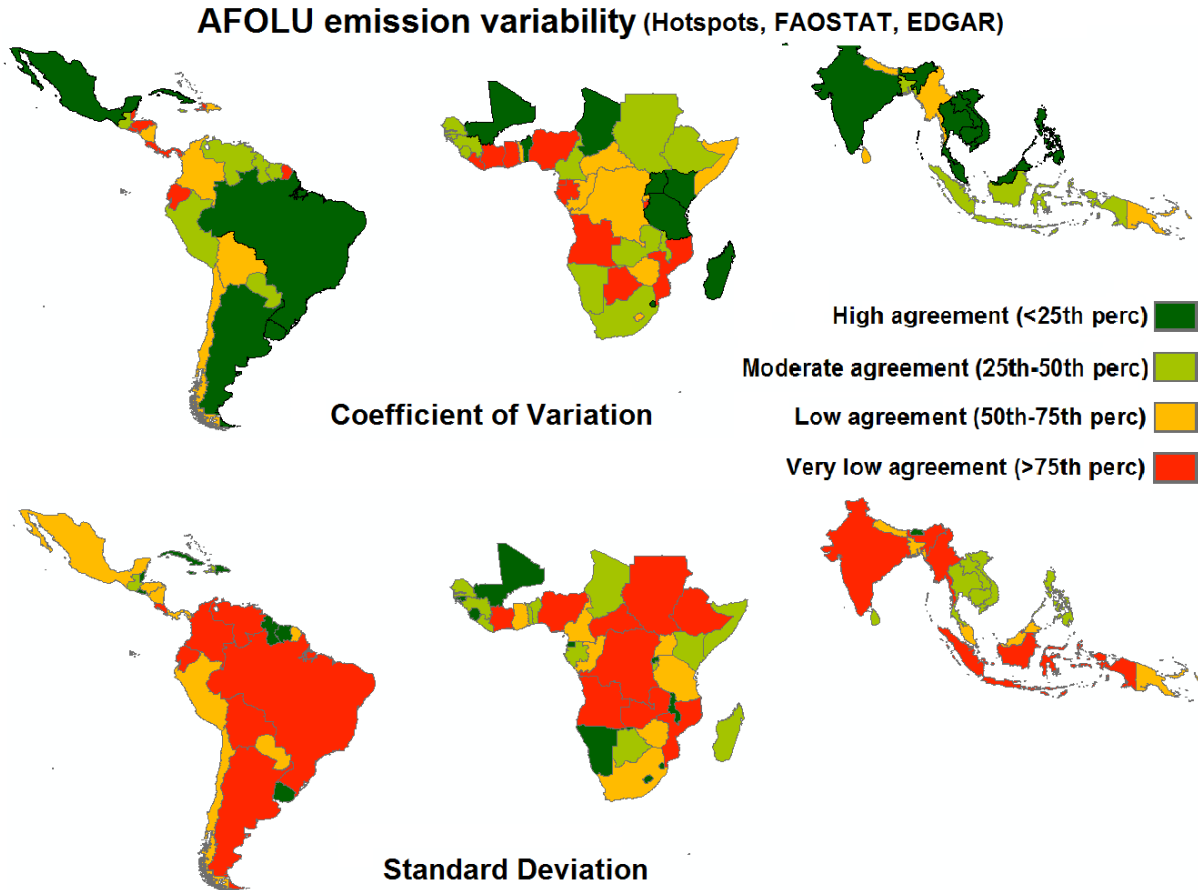 AFOLU emission variability (Hotspots, FAOSTAT, EDGAR)
High agreement (<25th perc)
Moderate agreement (25th-50th perc)
Low agreement (50th-75th perc)
Very low agreement (>75th perc)
Coefficient of Variation
Standard Deviation